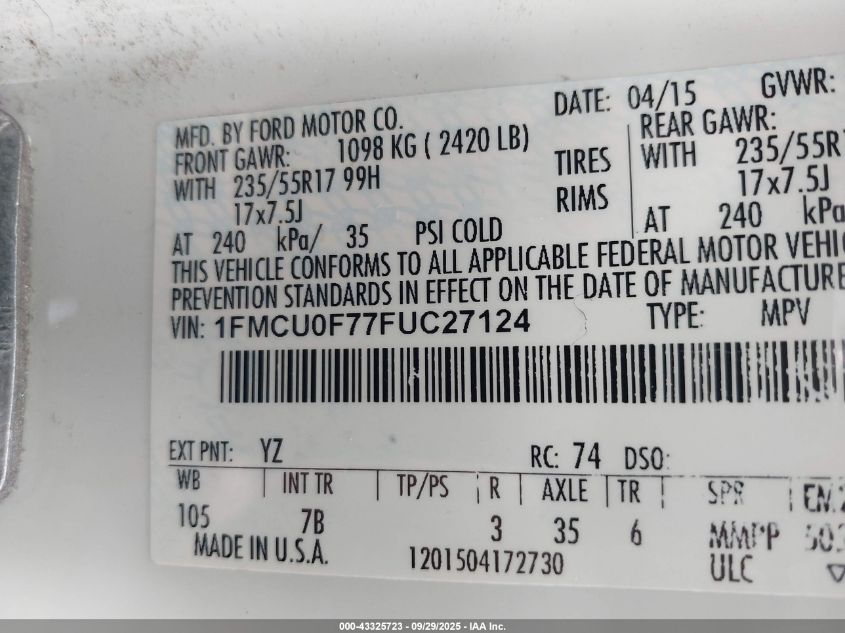 DATE: 04/15 GVWR:
MFD. BY FORD MOTOR CO.
FRONT GAWR: 1098 KG ( 2420 LB) REAR GAWR:
WITH 235/55R17 99H TIRES WITH 235/55R1
17x7.5J RIMS 17x7.5J
AT 240 kPa/ 35 PSI COLD AT 240 kPa
THIS VEHICLE CONFORMS TO ALL APPLICABLE FEDERAL MOTOR VEHIC
PREVENTION STANDARDS IN EFFECT ON THE DATE OF MANUFACTURE
VIN: 1FMCU0F77FUC27124 TYPE: MPV
EXT PNT: YZ RC: 74 DSO:
WB INT TR TP/PS R AXLE TR SPR
105 7B 3 35 6 MMPP
MADE IN U.S.A. 1201504172730 ULC
000-43325723 | 09/29/2025 - IAA Inc.